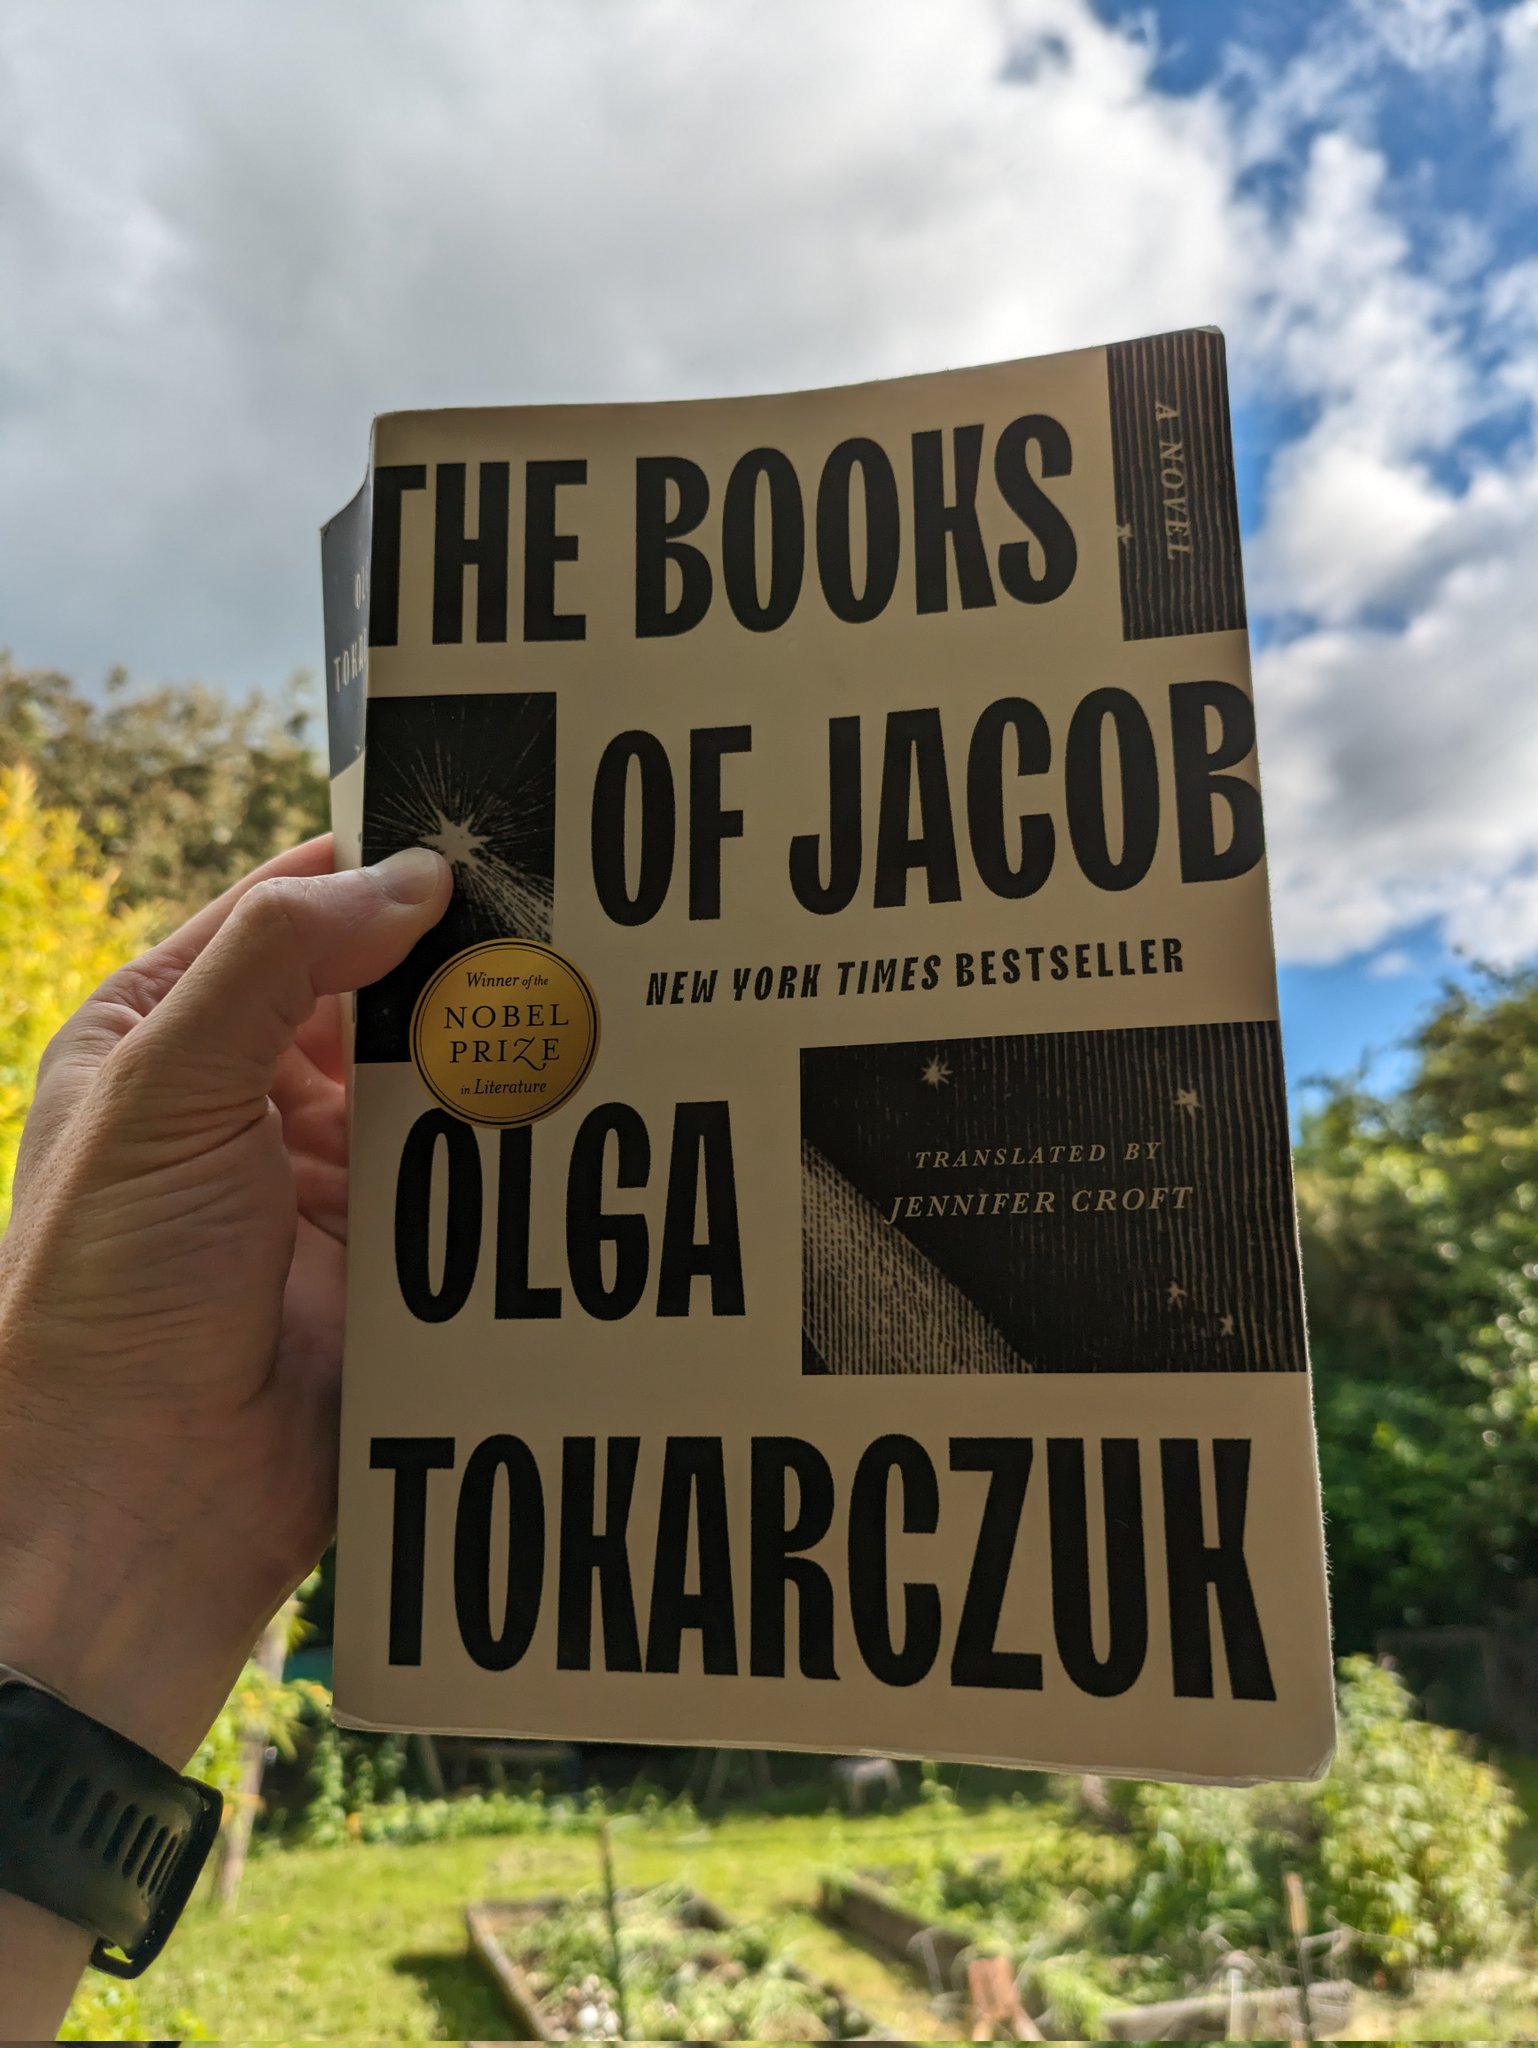 THE BOOKS
A NOVEL
OF JACOB
NEW YORK TIMES BESTSELLER
Winner of the
NOBEL
PRIZE
in Literature
OLGA
TRANSLATED BY
JENNIFER CROFT
TOKARCZUK